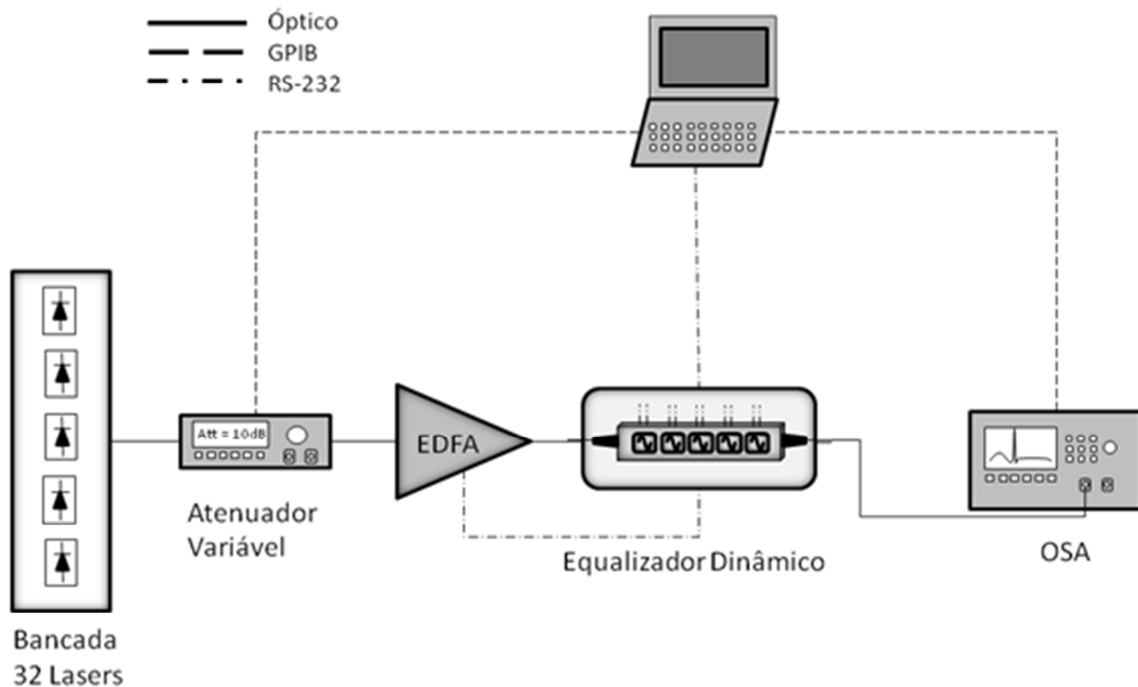 Óptico
GPIB
RS-232
Att = 10dB
EDFA
Atenuador
Variável
Equalizador Dinâmico
OSA
Bancada
32 Lasers